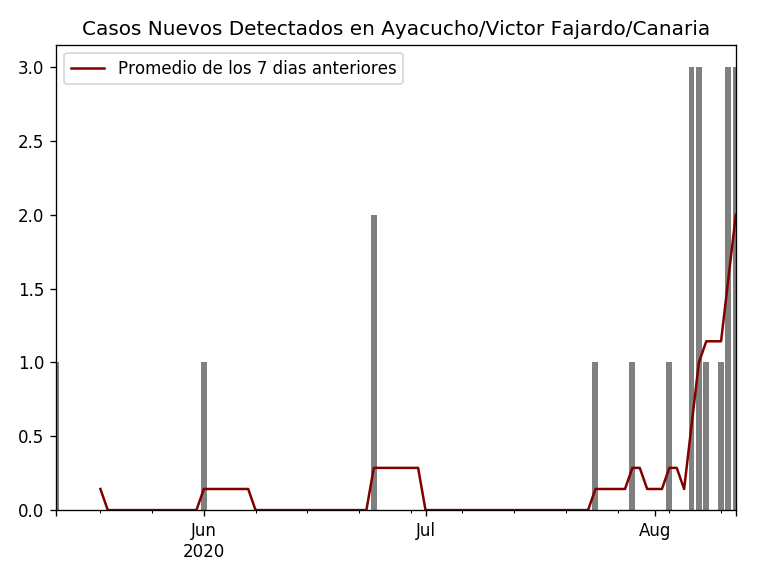 Casos Nuevos Detectados en Ayacucho/Victor Fajardo/Canaria
Promedio de los 7 dias anteriores
3.0
2.5
2.0
1.5
1.0
0.5
0.0
Jun
2020
Jul
Aug